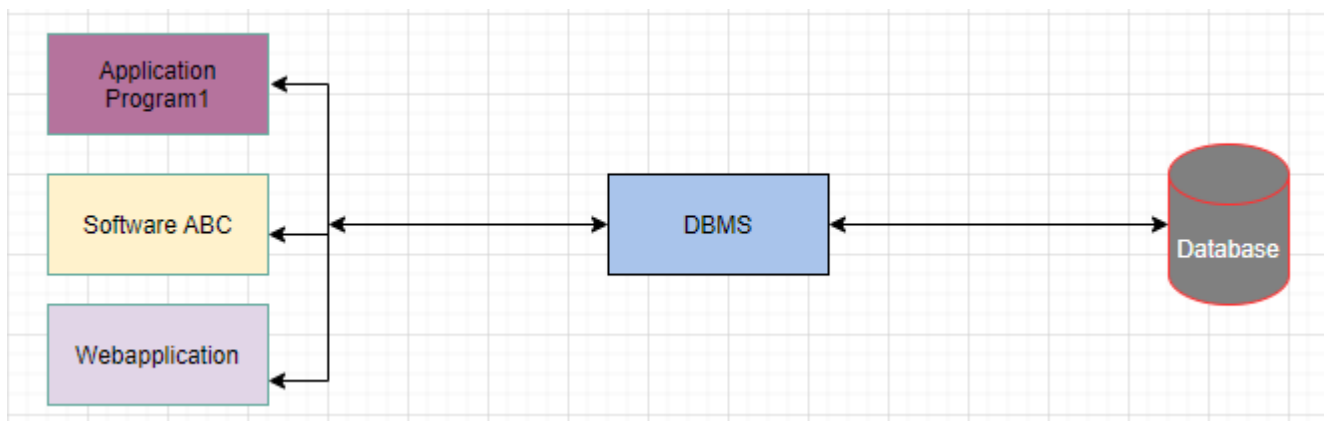 Application
Program1
Software ABC
DBMS
Database
Webapplication